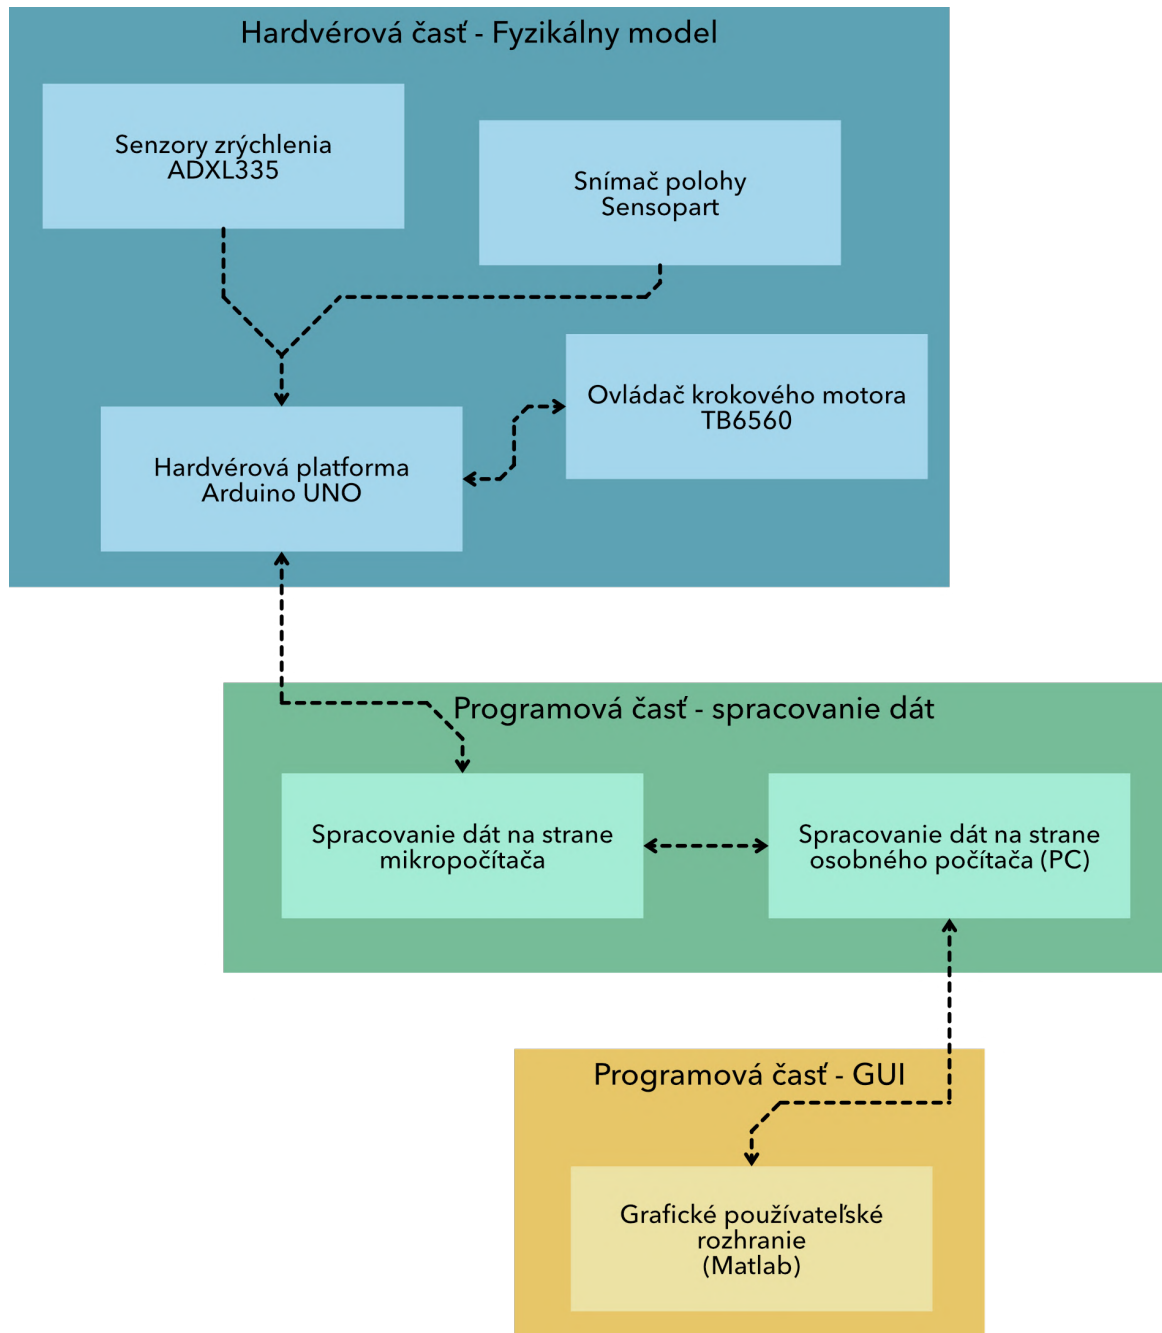 Hardvérová časť - Fyzikálny model
Senzory zrýchlenia
ADXL335
Snímač polohy
Sensopart
Ovládač krokového motora
TB6560
Hardvérová platforma
Arduino UNO
Programová časť - spracovanie dát
Spracovanie dát na strane
mikropočítača
Spracovanie dát na strane
osobného počítača (PC)
Programová časť - GUI
Grafické používateľské
rozhranie
(Matlab)